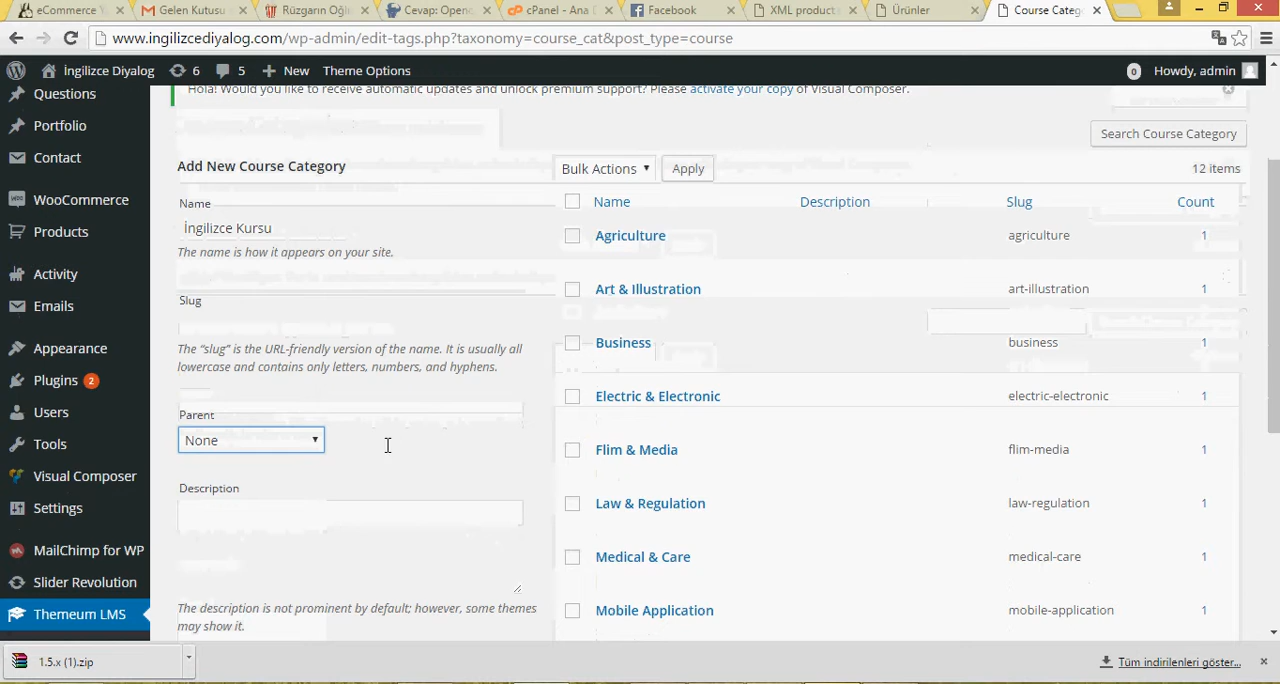 eCommerce
Gelen Kutusu
Rüzgarın Oğlu
Cevap: Openc
cPanel - Ana
Facebook
XML product
Ürünler
Course Categ
www.ingilizcediyalog.com/wp-admin/edit-tags.php?taxonomy=course_cat&post_type=course
İngilizce Diyalog
6
5
New
Theme Options
0
Howdy, admin
Questions
Portfolio
Contact
WooCommerce
Products
Activity
Emails
Appearance
Plugins 2
Users
Tools
Visual Composer
Settings
MailChimp for WP
Slider Revolution
Themeum LMS
Hola! Would you like to receive automatic updates and unlock premium support? Please activate your copy of Visual Composer.
Search Course Category
Add New Course Category
Name
İngilizce Kursu
The name is how it appears on your site.
Slug
The “slug” is the URL-friendly version of the name. It is usually all
lowercase and contains only letters, numbers, and hyphens.
Parent
None
Description
The description is not prominent by default; however, some themes
may show it.
Bulk Actions
Apply
12 items
Name Description Slug Count
Agriculture agriculture 1
Art & Illustration art-illustration 1
Business business 1
Electric & Electronic electric-electronic 1
Flim & Media flim-media 1
Law & Regulation law-regulation 1
Medical & Care medical-care 1
Mobile Application mobile-application 1
1.5.x (1).zip
Tüm indirilenleri göster...